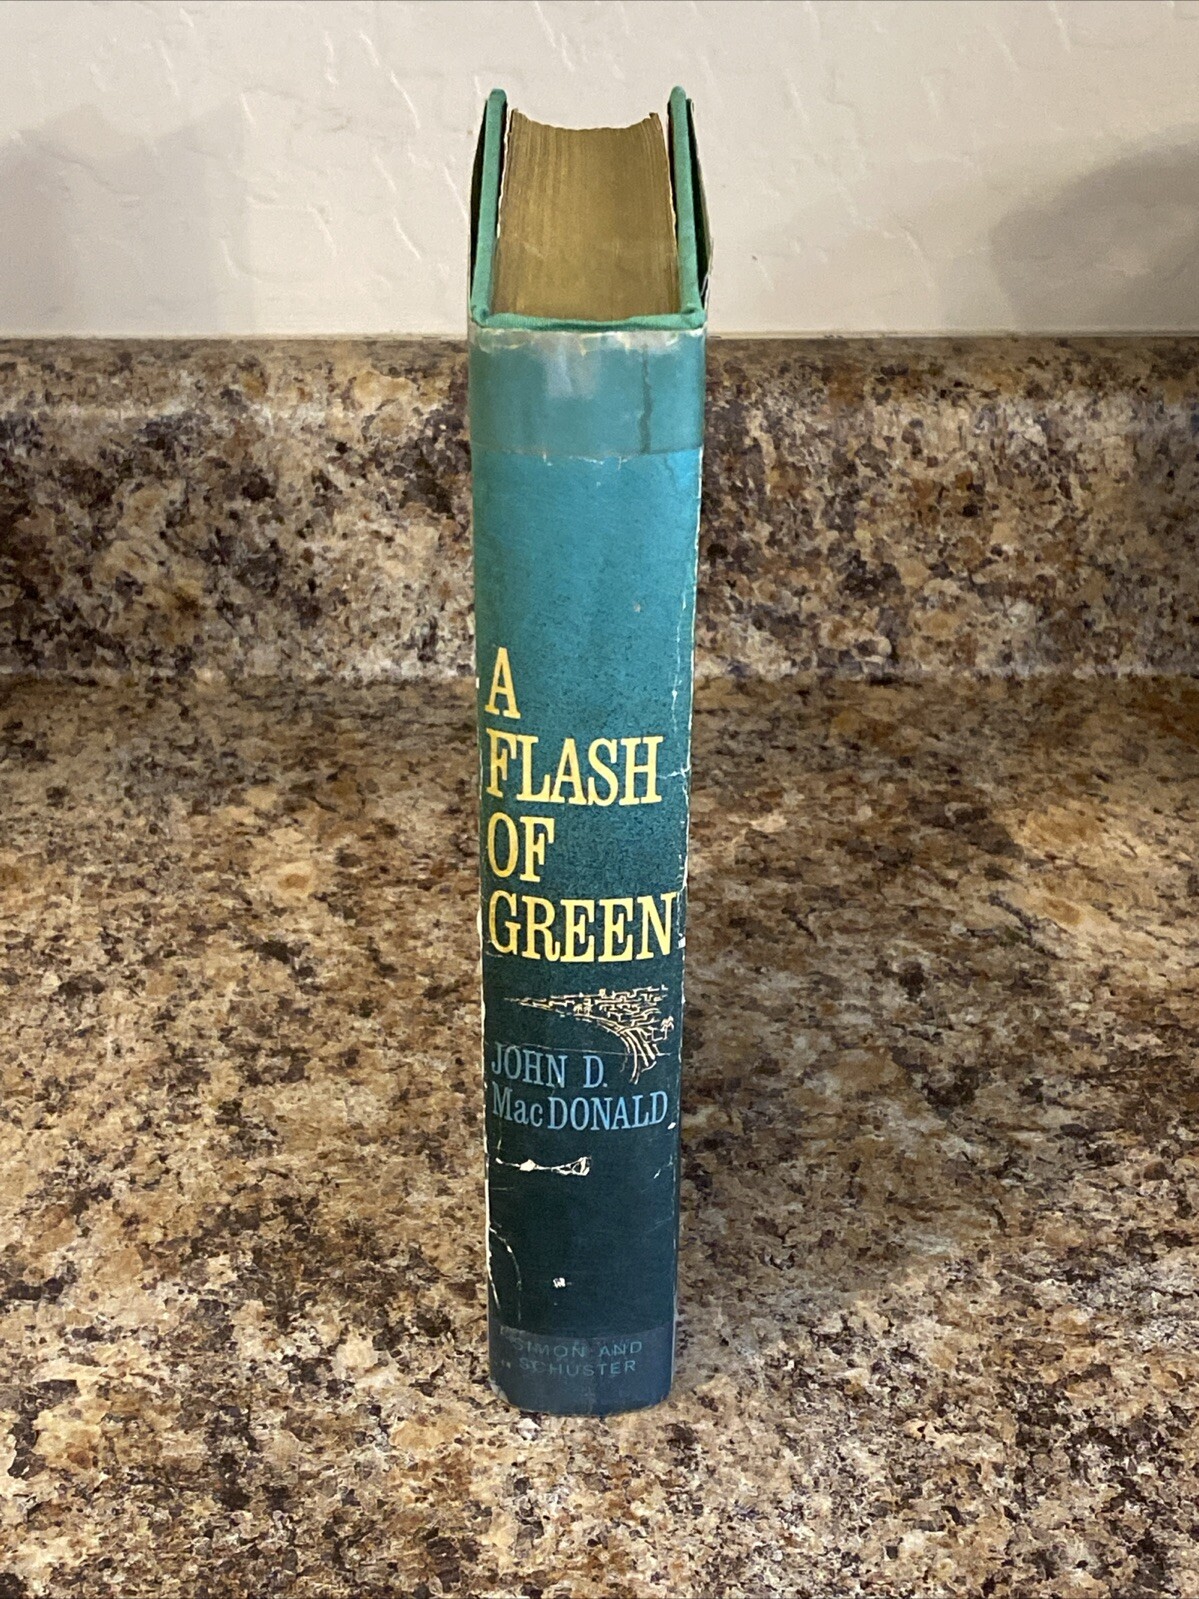 A
FLASH
OF
GREEN
JOHN D.
MacDONALD
SIMON AND
SCHUSTER